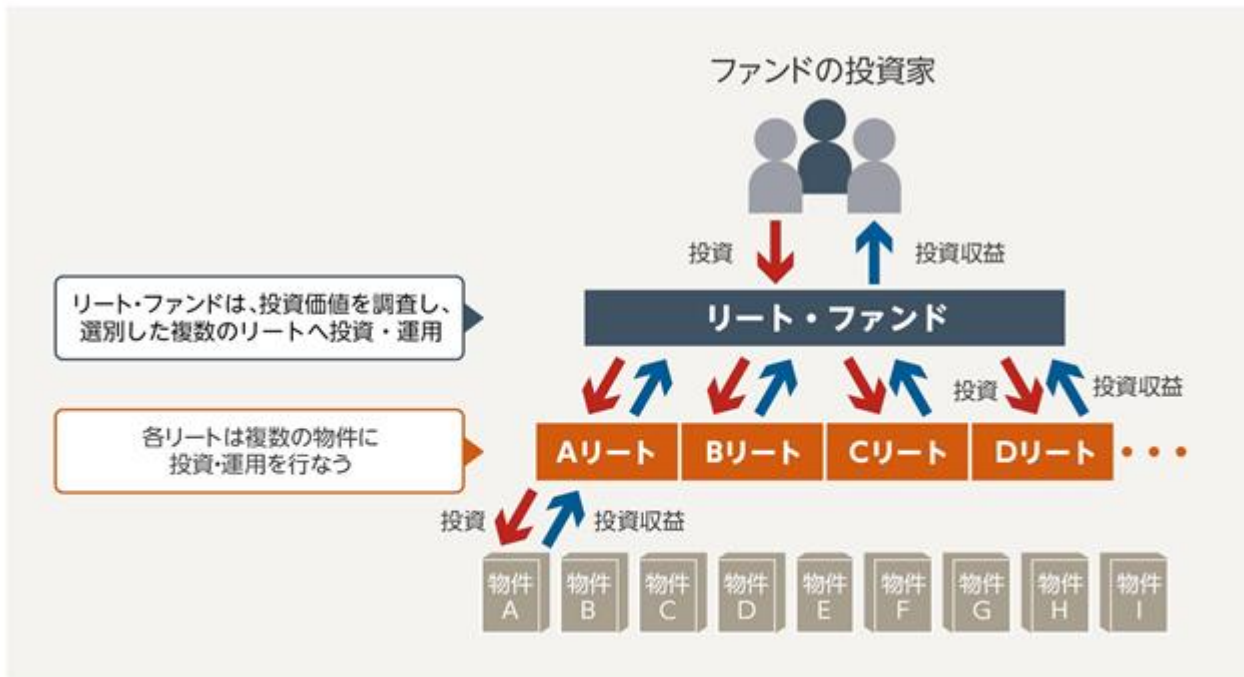 ファンドの投資家
投資
投資収益
リート・ファンドは、投資価値を調査し、
選別した複数のリートへ投資・運用
リート・ファンド
投資
投資収益
各リートは複数の物件に
投資・運用を行なう
Aリート
Bリート
Cリート
Dリート
・・・
投資
投資収益
物件
A
物件
B
物件
C
物件
D
物件
E
物件
F
物件
G
物件
H
物件
I